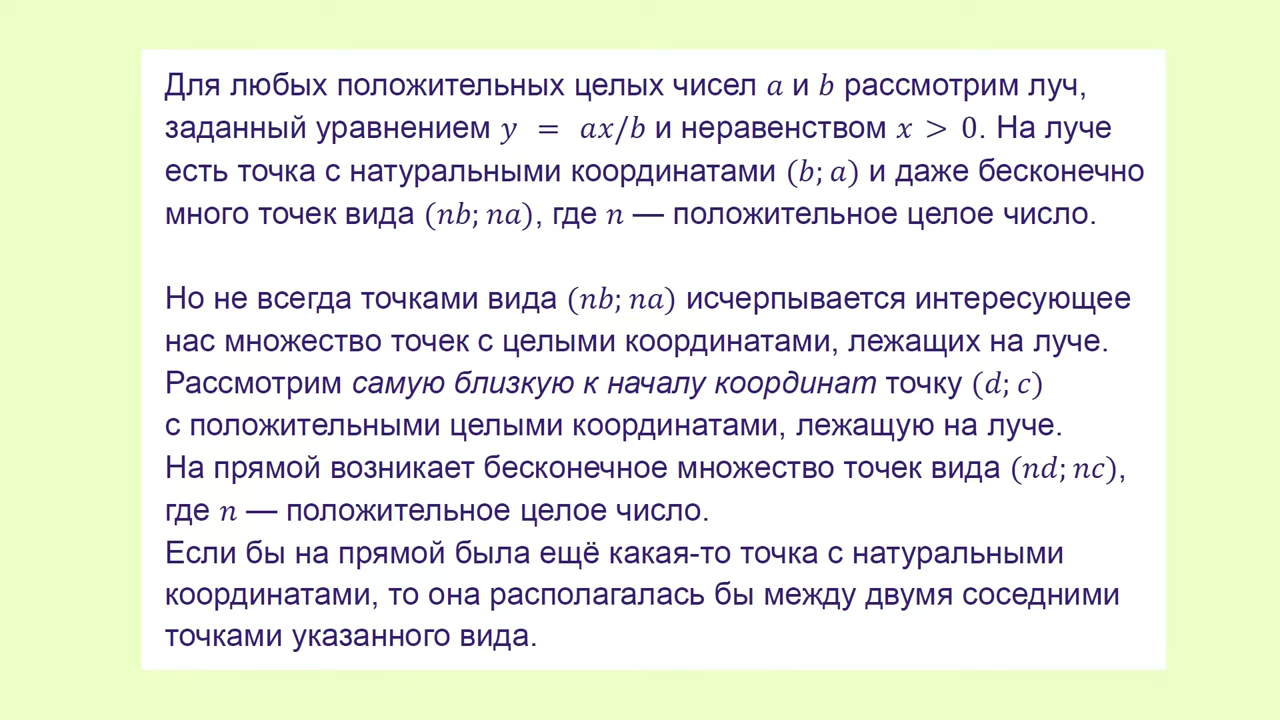 Для любых положительных целых чисел a и b рассмотрим луч,
заданный уравнением y = ax/b и неравенством x > 0. На луче
есть точка с натуральными координатами (b; a) и даже бесконечно
много точек вида (nb; na), где n — положительное целое число.
Но не всегда точками вида (nb; na) исчерпывается интересующее
нас множество точек с целыми координатами, лежащих на луче.
Рассмотрим самую близкую к началу координат точку (d; c)
с положительными целыми координатами, лежащую на луче.
На прямой возникает бесконечное множество точек вида (nd; nc),
где n — положительное целое число.
Если бы на прямой была ещё какая-то точка с натуральными
координатами, то она располагалась бы между двумя соседними
точками указанного вида.